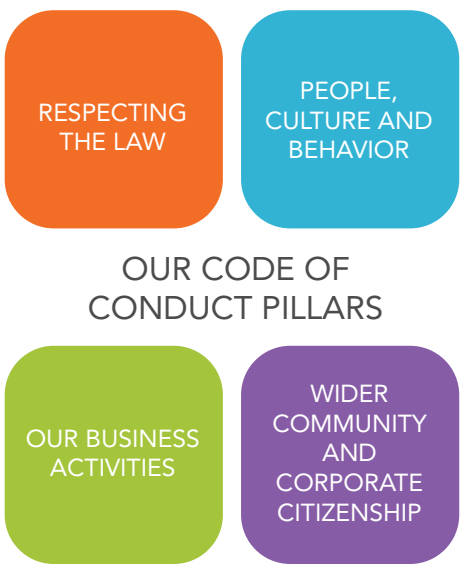 RESPECTING
THE LAW
PEOPLE,
CULTURE AND
BEHAVIOR
OUR CODE OF
CONDUCT PILLARS
OUR BUSINESS
ACTIVITIES
WIDER
COMMUNITY
AND
CORPORATE
CITIZENSHIP